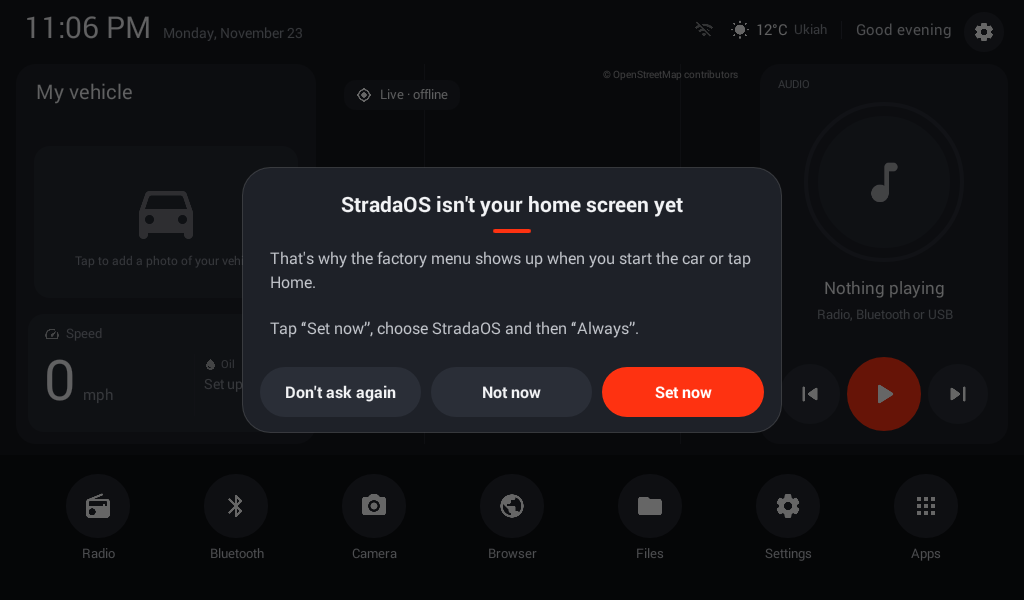 11:06 PM Monday, November 23
12°C Ukiah Good evening
My vehicle
Live · offline
© OpenStreetMap contributors
AUDIO
Tap to add a photo of your vehi
Speed
0 mph
Oil
Set up
StradaOS isn't your home screen yet
That's why the factory menu shows up when you start the car or tap
Home.
Tap “Set now”, choose StradaOS and then “Always”.
Don't ask again
Not now
Set now
Nothing playing
Radio, Bluetooth or USB
Radio
Bluetooth
Camera
Browser
Files
Settings
Apps